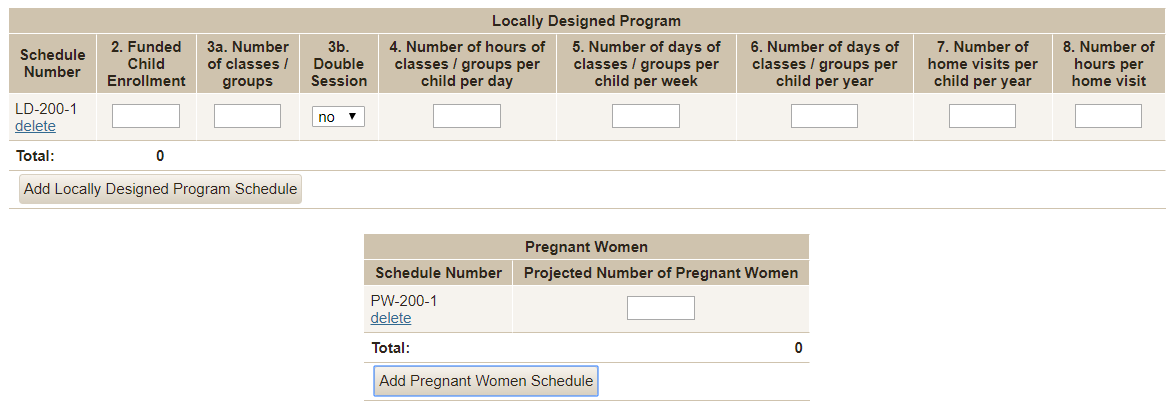 Locally Designed Program
Schedule Number 2. Funded Child Enrollment 3a. Number of classes / groups 3b. Double Session 4. Number of hours of classes / groups per child per day 5. Number of days of classes / groups per child per week 6. Number of days of classes / groups per child per year 7. Number of home visits per child per year 8. Number of hours per home visit
LD-200-1 no
delete
Total: 0
Add Locally Designed Program Schedule
Pregnant Women
Schedule Number Projected Number of Pregnant Women
PW-200-1
delete
Total: 0
Add Pregnant Women Schedule